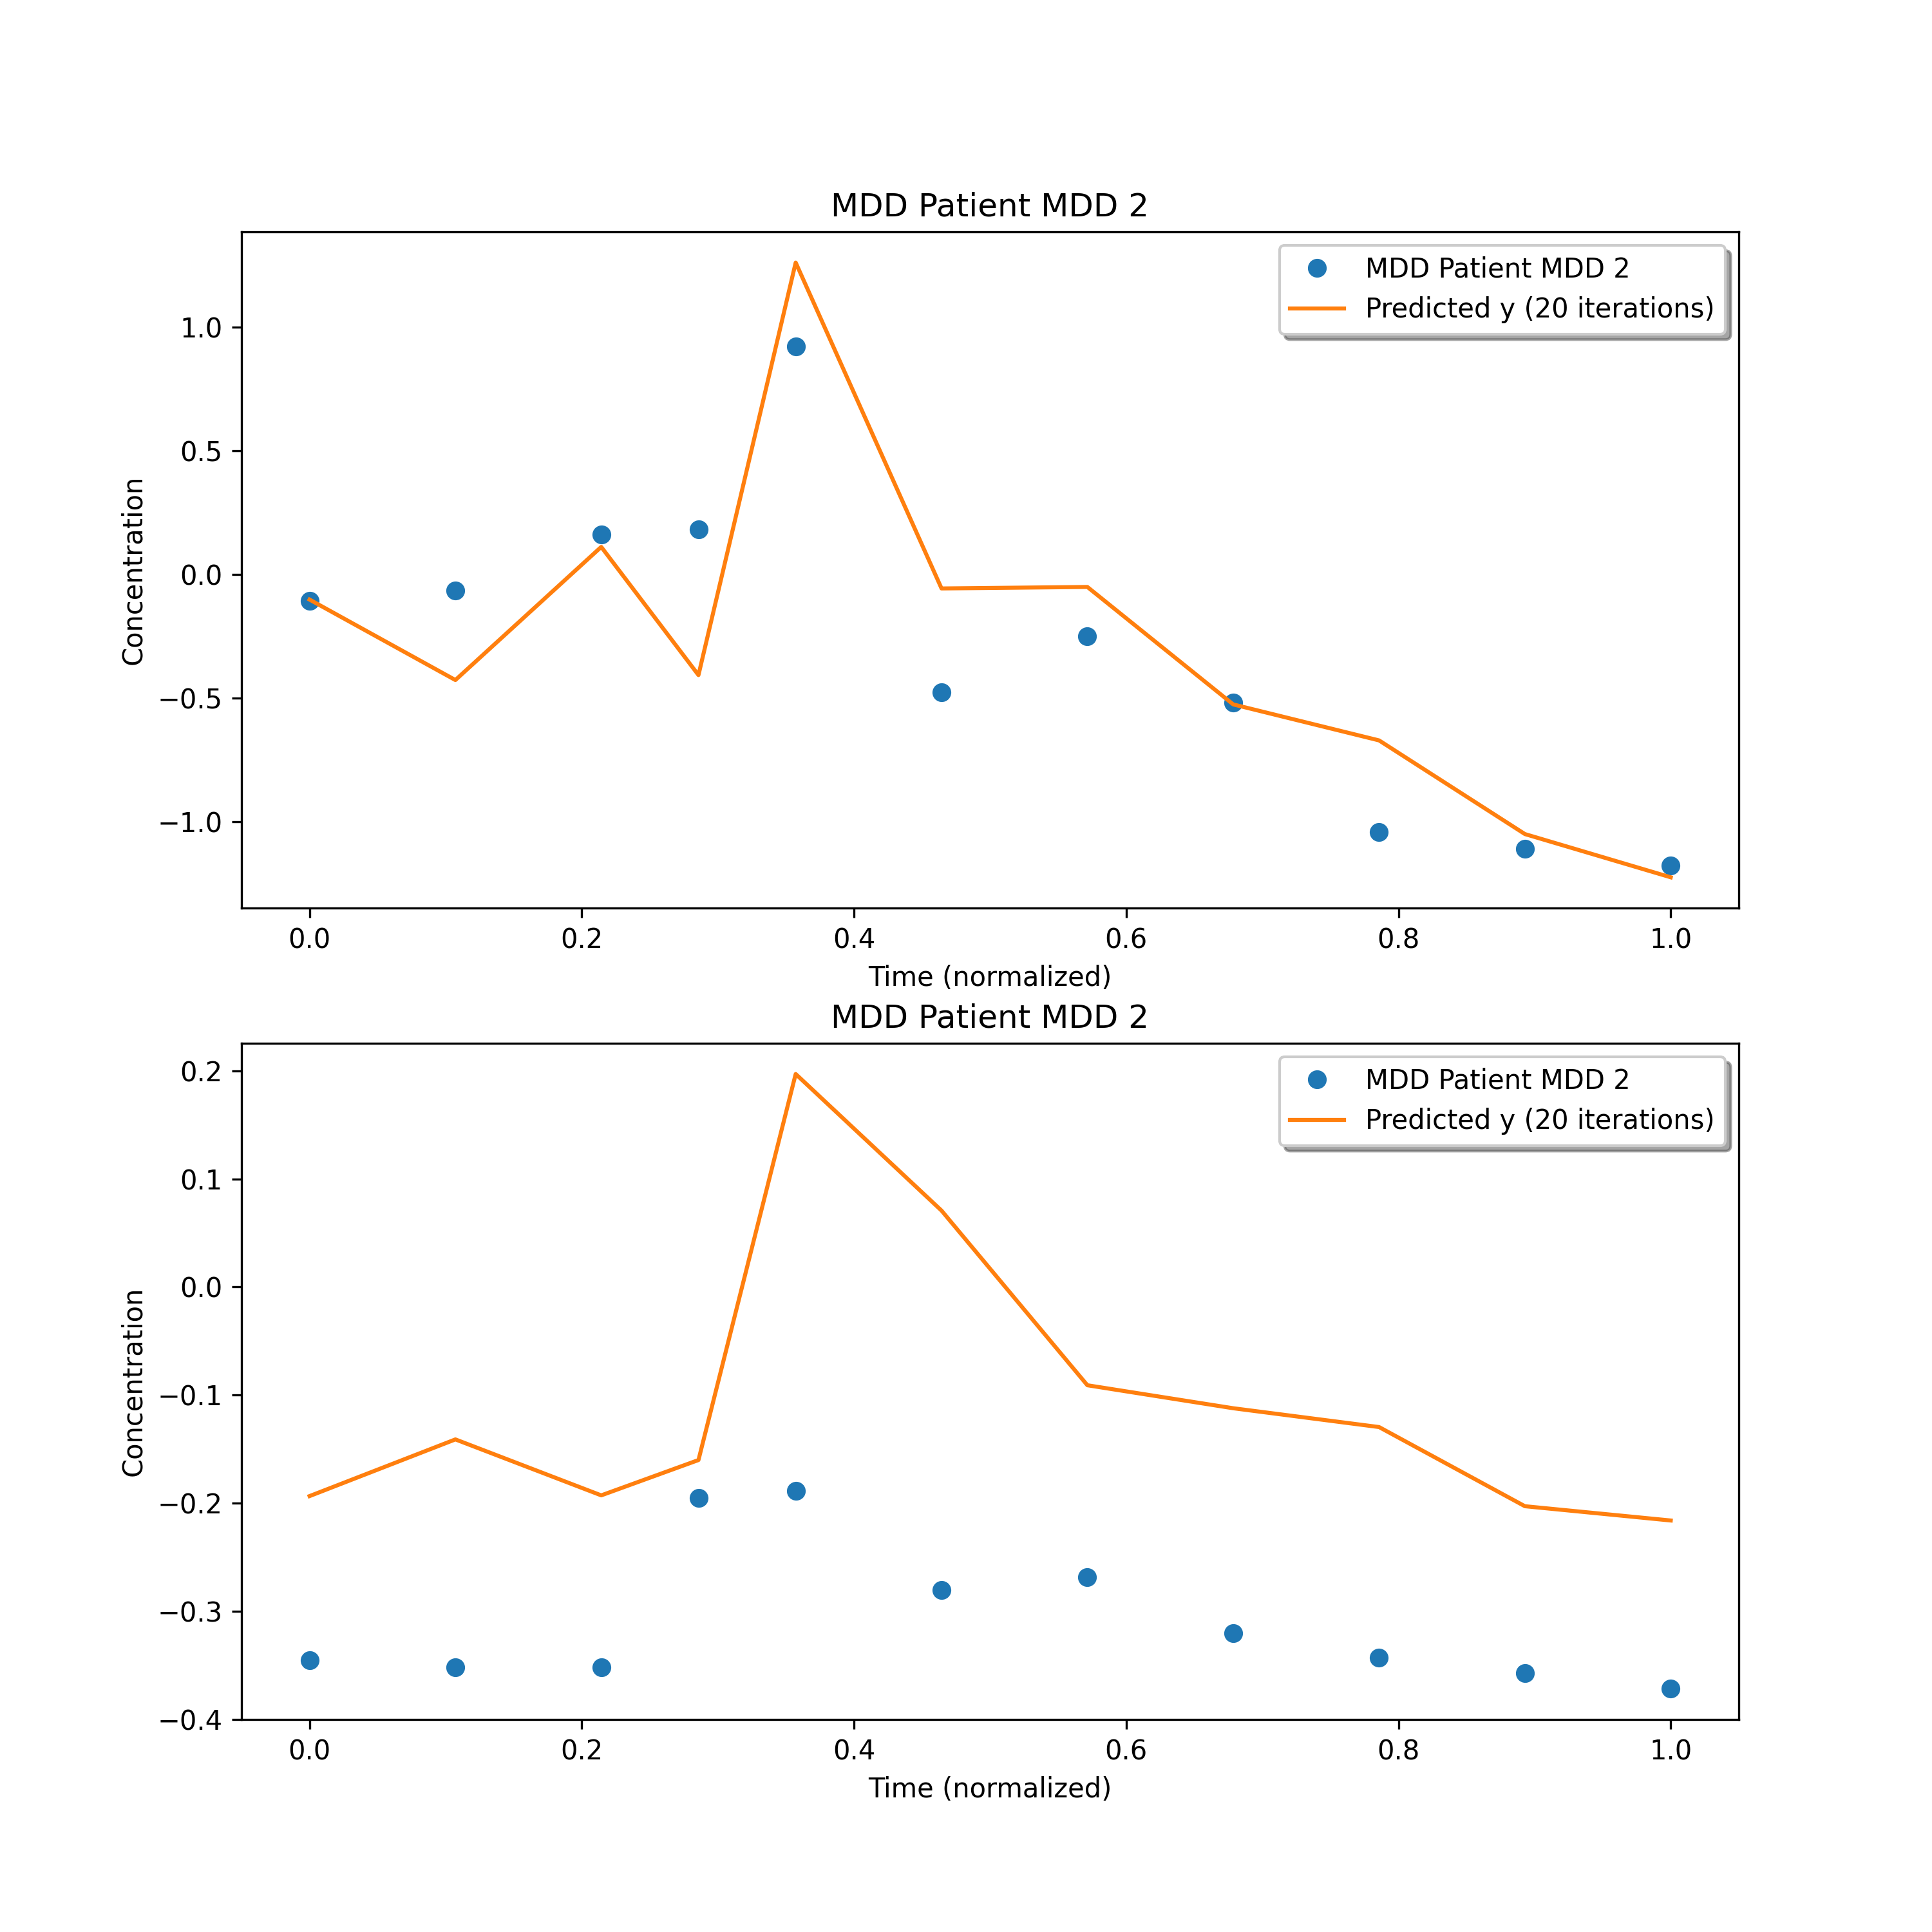 MDD Patient MDD 2
MDD Patient MDD 2
Predicted y (20 iterations)
Concentration
1.0
0.5
0.0
−0.5
−1.0
0.0 0.2 0.4 0.6 0.8 1.0
Time (normalized)
MDD Patient MDD 2
MDD Patient MDD 2
Predicted y (20 iterations)
Concentration
0.2
0.1
0.0
−0.1
−0.2
−0.3
−0.4
0.0 0.2 0.4 0.6 0.8 1.0
Time (normalized)